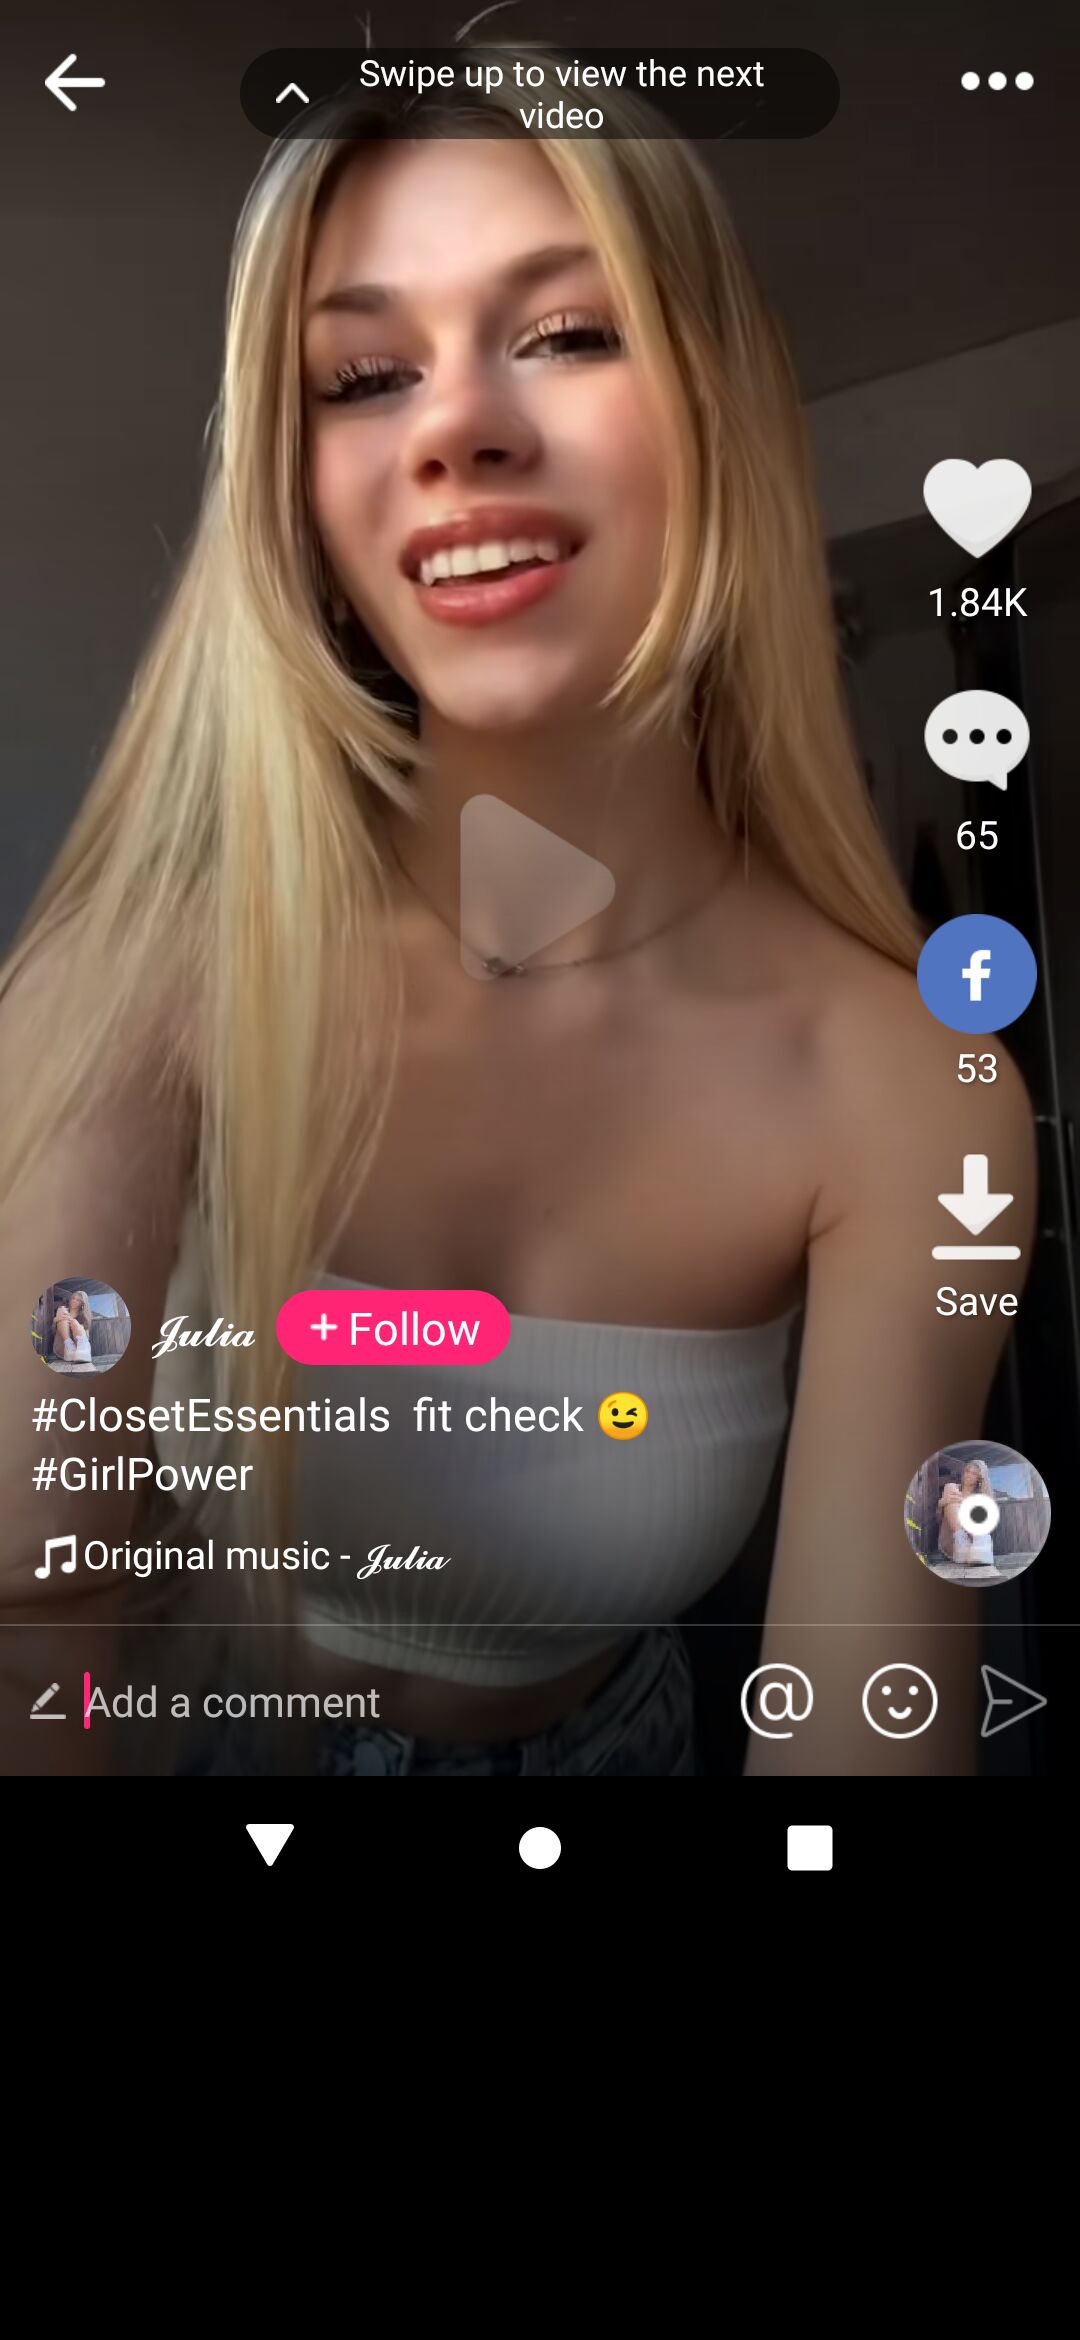 Swipe up to view the next
video
1.84K
65
53
Save
𝒥𝓊𝓁𝒾𝒶
+ Follow
#ClosetEssentials fit check 😉
#GirlPower
Original music - 𝒥𝓊𝓁𝒾𝒶
Add a comment